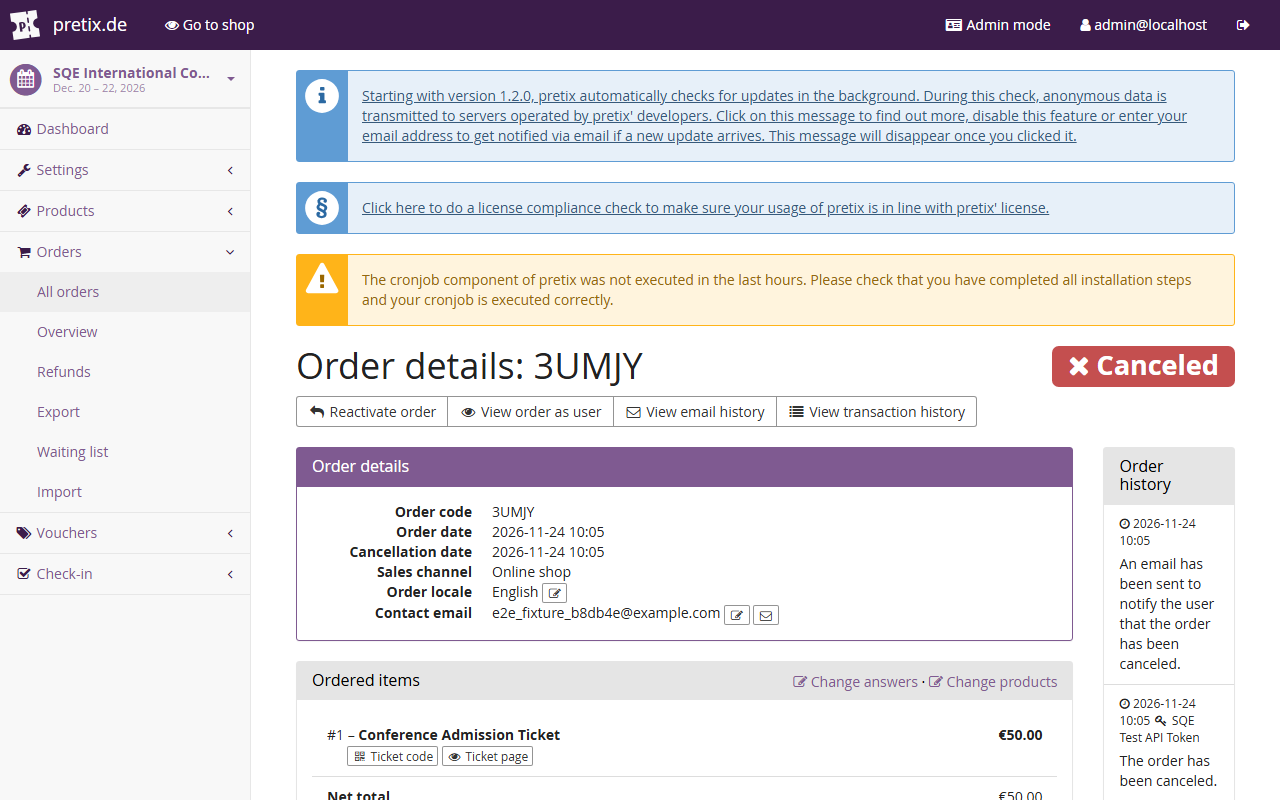 pretix.de
Go to shop
Admin mode
admin@localhost
SQE International Co...
Dec. 20 – 22, 2026
Dashboard
Settings
Products
Orders
All orders
Overview
Refunds
Export
Waiting list
Import
Vouchers
Check-in
Starting with version 1.2.0, pretix automatically checks for updates in the background. During this check, anonymous data is
transmitted to servers operated by pretix' developers. Click on this message to find out more, disable this feature or enter your
email address to get notified via email if a new update arrives. This message will disappear once you clicked it.
§
Click here to do a license compliance check to make sure your usage of pretix is in line with pretix' license.
The cronjob component of pretix was not executed in the last hours. Please check that you have completed all installation steps
and your cronjob is executed correctly.
Order details: 3UMJY
Canceled
Reactivate order
View order as user
View email history
View transaction history
Order details
Order code 3UMJY
Order date 2026-11-24 10:05
Cancellation date 2026-11-24 10:05
Sales channel Online shop
Order locale English
Contact email e2e_fixture_b8db4e@example.com
Ordered items
Change answers · Change products
#1 – Conference Admission Ticket €50.00
Ticket code
Ticket page
Net total €50.00
Order
history
2026-11-24
10:05
An email has
been sent to
notify the user
that the order
has been
canceled.
2026-11-24
10:05 SQE
Test API Token
The order has
been canceled.